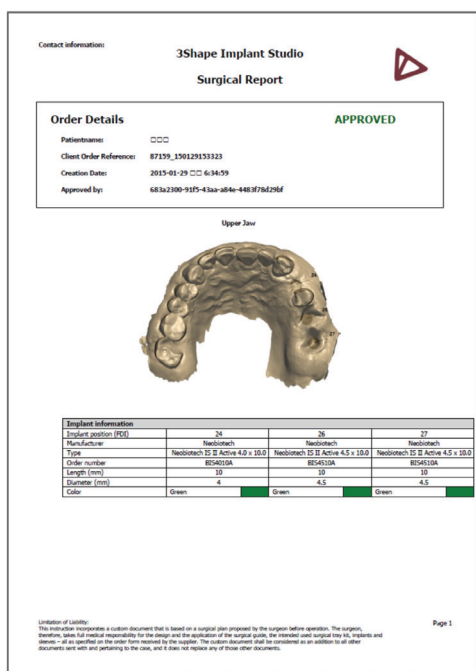 Contact information:
3Shape Implant Studio
Surgical Report
Order Details
APPROVED
Patientname: □□□
Client Order Reference: 87159_150129153323
Creation Date: 2015-01-29 □□ 6:34:59
Approved by: 683a2300-91f5-43aa-a84e-4483f78d29bf
Upper Jaw
24
27
Implant information
Implant position (FDI) 24 26 27
Manufacturer Neobiotech Neobiotech Neobiotech
Type Neobiotech IS II Active 4.0 x 10.0 Neobiotech IS II Active 4.5 x 10.0 Neobiotech IS II Active 4.5 x 10.0
Order number BIS4010A BIS4510A BIS4510A
Length (mm) 10 10 10
Diameter (mm) 4 4.5 4.5
Color Green Green Green
Limitation of Liability:
Page 1
This instruction incorporates a custom document that is based on a surgical plan proposed by the surgeon before operation. The surgeon,
therefore, takes full medical responsibility for the design and the application of the surgical guide, the intended used surgical tray kit, implants and
sleeves – all as specified on the order form received by the supplier. The custom document shall be considered as an addition to all other
documents sent with and pertaining to the case, and it does not replace any of those other documents.